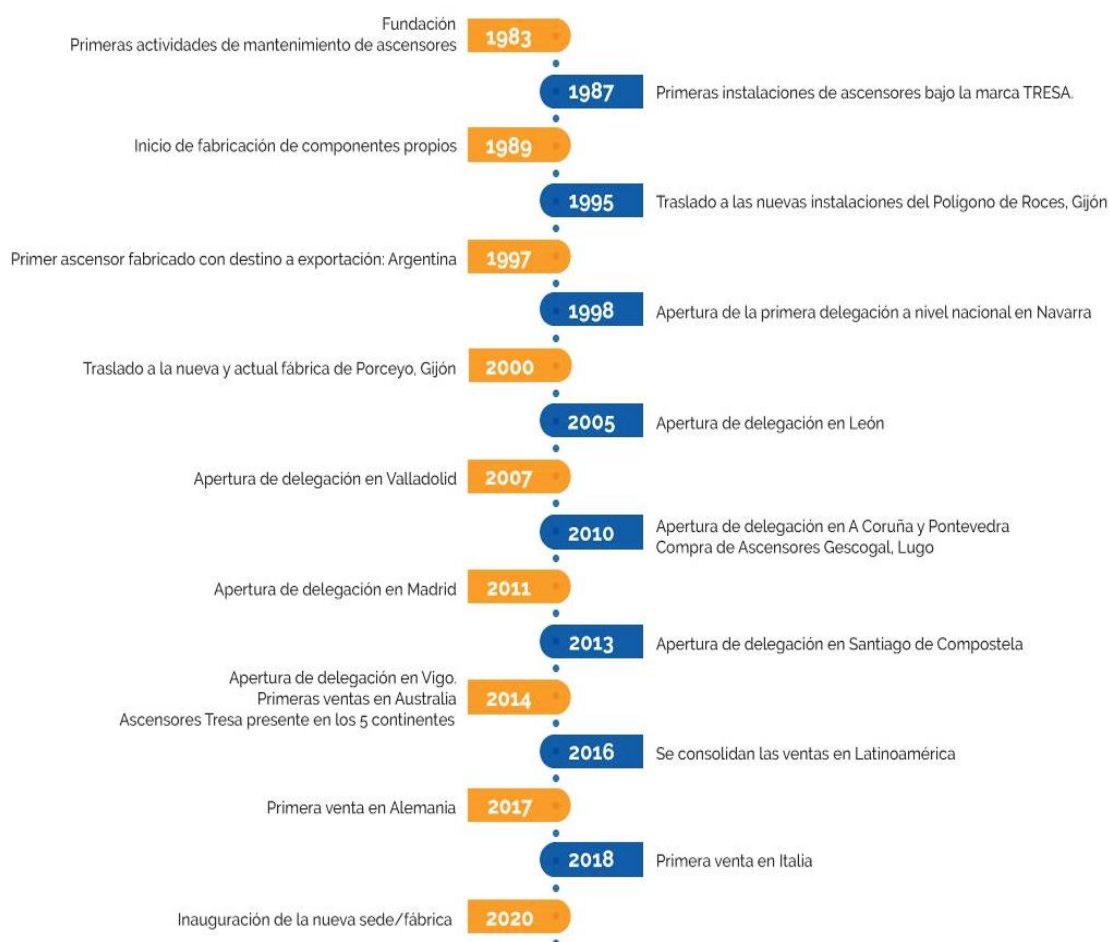 Fundación
Primeras actividades de mantenimiento de ascensores
1983
1987
Primeras instalaciones de ascensores bajo la marca TRESA.
Inicio de fabricación de componentes propios
1989
1995
Traslado a las nuevas instalaciones del Polígono de Roces, Gijón
Primer ascensor fabricado con destino a exportación: Argentina
1997
1998
Apertura de la primera delegación a nivel nacional en Navarra
Traslado a la nueva y actual fábrica de Porceyo, Gijón
2000
2005
Apertura de delegación en León
Apertura de delegación en Valladolid
2007
2010
Apertura de delegación en A Coruña y Pontevedra
Compra de Ascensores Gescogal, Lugo
Apertura de delegación en Madrid
2011
2013
Apertura de delegación en Santiago de Compostela
Apertura de delegación en Vigo.
Primeras ventas en Australia
Ascensores Tresa presente en los 5 continentes
2014
2016
Se consolidan las ventas en Latinoamérica
Primera venta en Alemania
2017
2018
Primera venta en Italia
Inauguración de la nueva sede/fábrica
2020